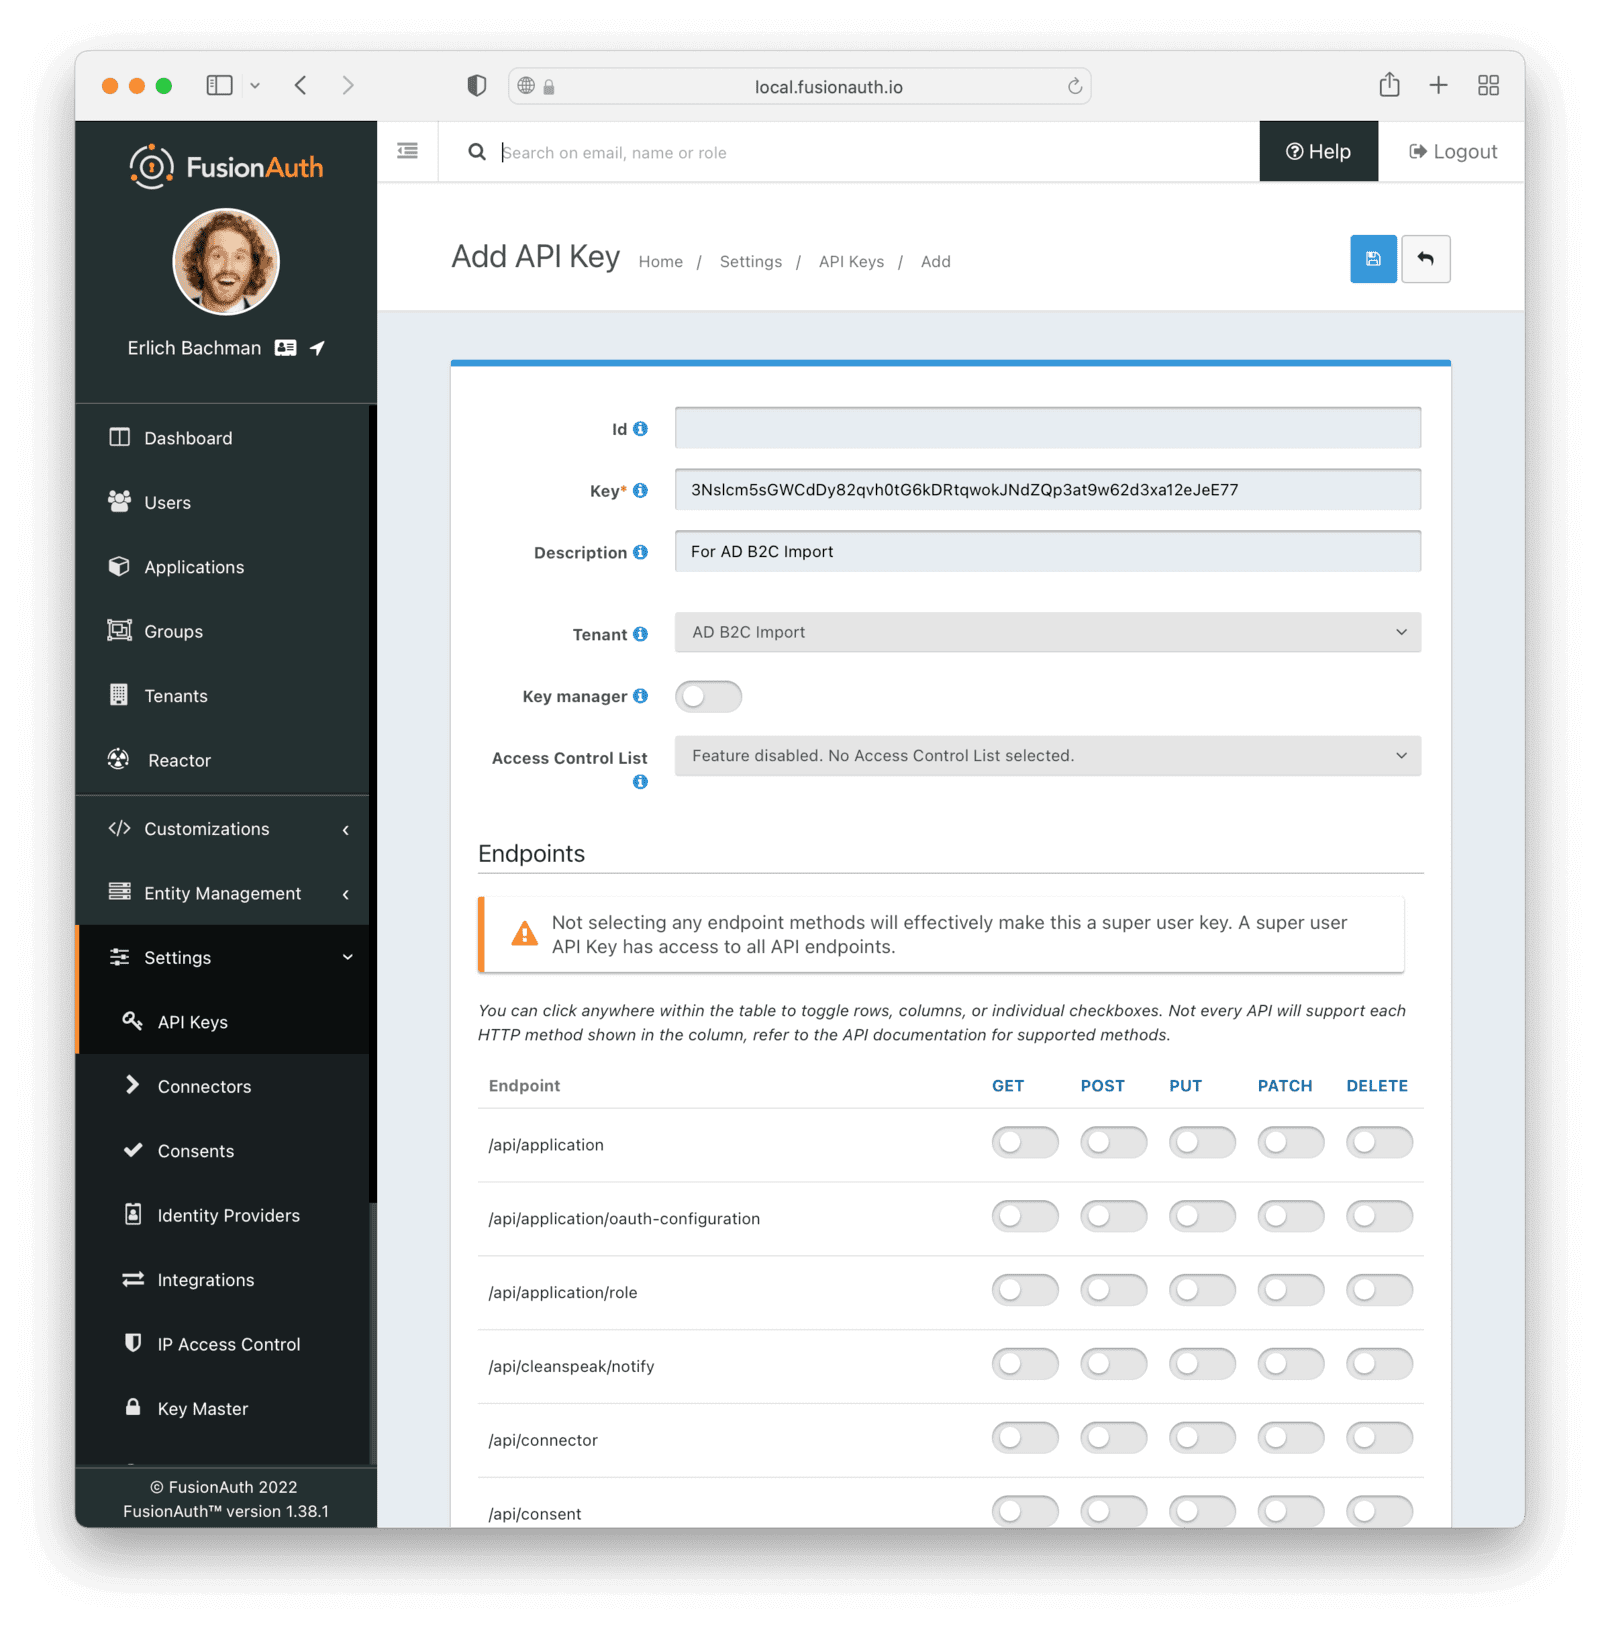 local.fusionauth.io
FusionAuth
Search on email, name or role
Help
Logout
Erlich Bachman
Add API Key
Home / Settings / API Keys / Add
Dashboard
Users
Applications
Groups
Tenants
Reactor
Customizations
Entity Management
Settings
API Keys
Connectors
Consents
Identity Providers
Integrations
IP Access Control
Key Master
© FusionAuth 2022
FusionAuth™ version 1.38.1
Id
Key* 3Nslcm5sGWCdDy82qvh0tG6kDRtqwokJNdZQp3at9w62d3xa12eJeE77
Description For AD B2C Import
Tenant AD B2C Import
Key manager
Access Control List Feature disabled. No Access Control List selected.
Endpoints
Not selecting any endpoint methods will effectively make this a super user key. A super user
API Key has access to all API endpoints.
You can click anywhere within the table to toggle rows, columns, or individual checkboxes. Not every API will support each
HTTP method shown in the column, refer to the API documentation for supported methods.
Endpoint GET POST PUT PATCH DELETE
/api/application
/api/application/oauth-configuration
/api/application/role
/api/cleanspeak/notify
/api/connector
/api/consent